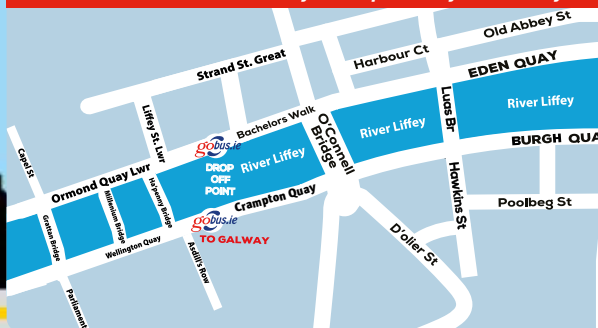 Old Abbey St
Harbour Ct
Strand St. Great
EDEN QUAY
Luas Br
River Liffey
Liffey St. Lwr
Bachelors Walk
O'Connell
Bridge
River Liffey
BURGH QUA
gobus.ie
DROP
OFF
POINT
River Liffey
Capel St
Ormond Quay Lwr
Ha'penny Bridge
Millenium Bridge
Grattan Bridge
Crampton Quay
gobus.ie
TO GALWAY
Wellington Quay
Asdill's Row
Parliament
Hawkins St
Poolbeg St
D'olier St